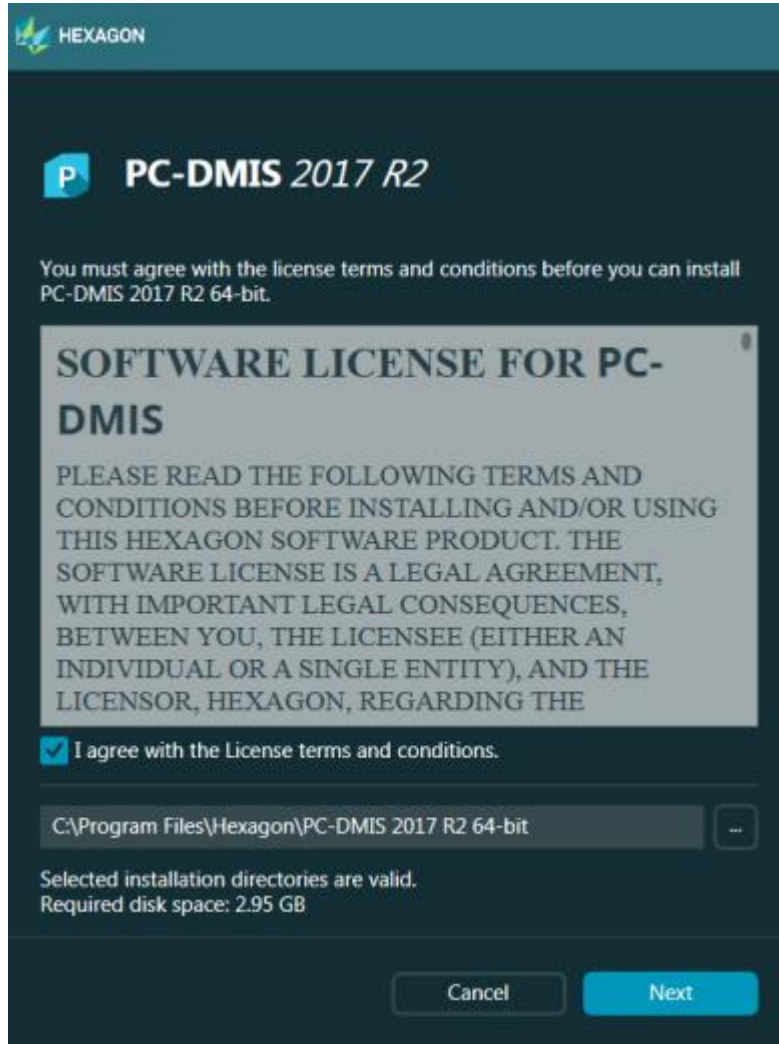 HEXAGON
P
PC-DMIS 2017 R2
You must agree with the license terms and conditions before you can install
PC-DMIS 2017 R2 64-bit.
SOFTWARE LICENSE FOR PC-
DMIS
PLEASE READ THE FOLLOWING TERMS AND
CONDITIONS BEFORE INSTALLING AND/OR USING
THIS HEXAGON SOFTWARE PRODUCT. THE
SOFTWARE LICENSE IS A LEGAL AGREEMENT,
WITH IMPORTANT LEGAL CONSEQUENCES,
BETWEEN YOU, THE LICENSEE (EITHER AN
INDIVIDUAL OR A SINGLE ENTITY), AND THE
LICENSOR, HEXAGON, REGARDING THE
I agree with the License terms and conditions.
C:\Program Files\Hexagon\PC-DMIS 2017 R2 64-bit
...
Selected installation directories are valid.
Required disk space: 2.95 GB
Cancel
Next